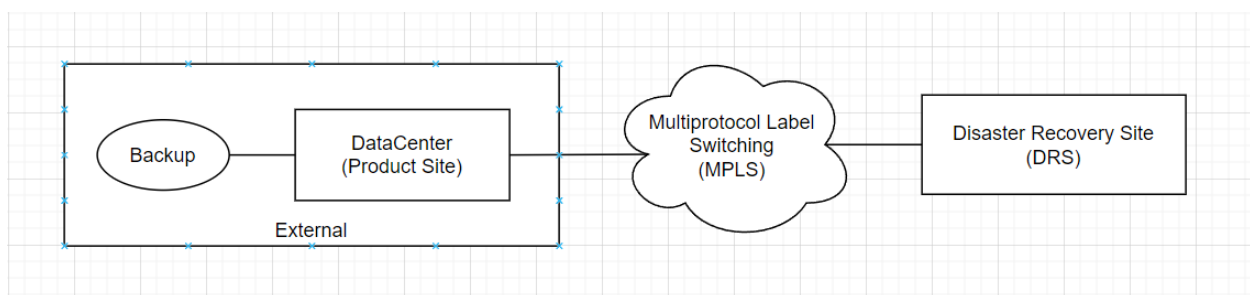 Backup
DataCenter
(Product Site)
External
Multiprotocol Label
Switching
(MPLS)
Disaster Recovery Site
(DRS)